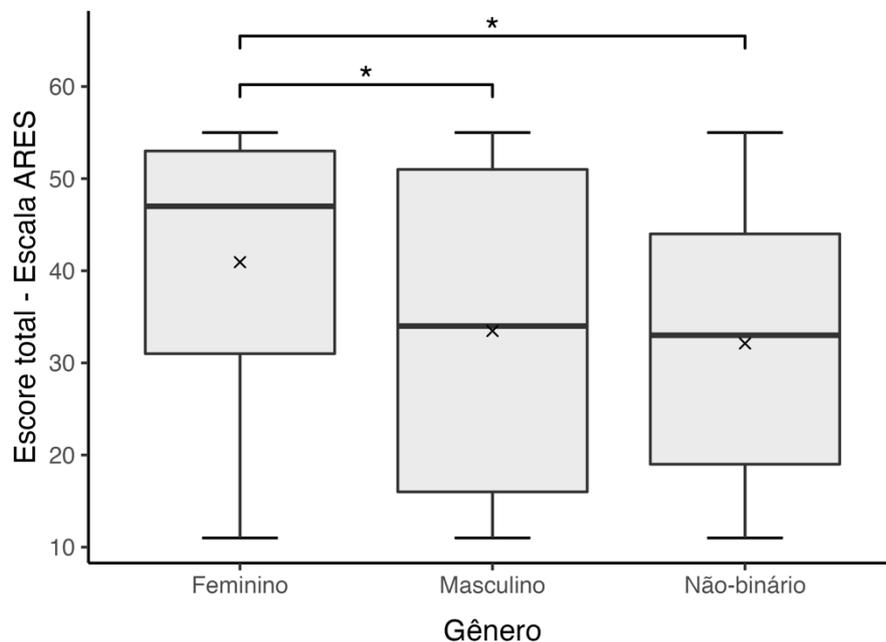 *
*
Escore total - Escala ARES
60
50
40
30
20
10
Feminino Masculino Não-binário
Gênero